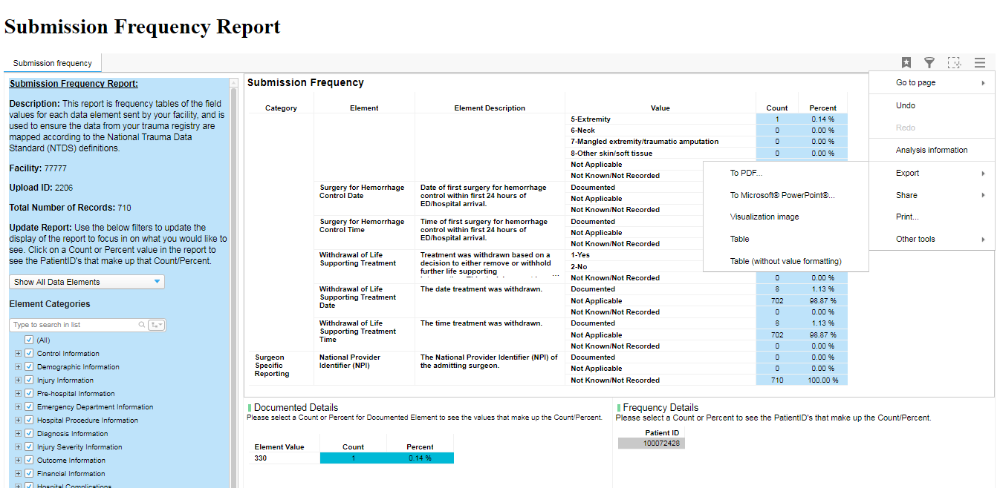 Submission Frequency Report
Submission frequency
Submission Frequency Report:
Description: This report is frequency tables of the field
values for each data element sent by your facility, and is
used to ensure the data from your trauma registry are
mapped according to the National Trauma Data
Standard (NTDS) definitions.
Facility: 77777
Upload ID: 2206
Total Number of Records: 710
Update Report: Use the below filters to update the
display of the report to focus in on what you would like to
see. Click on a Count or Percent value in the report to
see the PatientID's that make up that Count/Percent.
Show All Data Elements
Element Categories
Type to search in list
(All)
Control Information
Demographic Information
Injury Information
Pre-hospital Information
Emergency Department Information
Hospital Procedure Information
Diagnosis Information
Injury Severity Information
Outcome Information
Financial Information
Hospital Complications
Submission Frequency
Category Element Element Description Value Count Percent
5-Extremity 1 0.14 %
6-Neck 0 0.00 %
7-Mangled extremity/traumatic amputation 0 0.00 %
8-Other skin/soft tissue 0 0.00 %
Not Applicable
Not Known/Not Recorded
Surgery for Hemorrhage
Control Date
Date of first surgery for hemorrhage
control within first 24 hours of
ED/hospital arrival.
Documented
Not Applicable
Not Known/Not Recorded
Surgery for Hemorrhage
Control Time
Time of first surgery for hemorrhage
control within first 24 hours of
ED/hospital arrival.
Documented
Not Applicable
Not Known/Not Recorded
Withdrawal of Life
Supporting Treatment
Treatment was withdrawn based on a
decision to either remove or withhold
further life supporting
...
1-Yes
2-No
Not Known/Not Recorded 0 0.00 %
Withdrawal of Life
Supporting Treatment
Date
The date treatment was withdrawn.
Documented 8 1.13 %
Not Applicable 702 98.87 %
Not Known/Not Recorded 0 0.00 %
Withdrawal of Life
Supporting Treatment
Time
The time treatment was withdrawn.
Documented 8 1.13 %
Not Applicable 702 98.87 %
Not Known/Not Recorded 0 0.00 %
Surgeon
Specific
Reporting
National Provider
Identifier (NPI)
The National Provider Identifier (NPI) of
the admitting surgeon.
Documented 0 0.00 %
Not Applicable 0 0.00 %
Not Known/Not Recorded 710 100.00 %
Go to page
Undo
Redo
Analysis information
Export
Share
Print...
Other tools
To PDF...
To Microsoft® PowerPoint®...
Visualization image
Table
Table (without value formatting)
Documented Details
Please select a Count or Percent for Documented Element to see the values that make up the Count/Percent.
Element Value Count Percent
330 1 0.14 %
Frequency Details
Please select a Count or Percent to see the PatientID's that make up the Count/Percent.
Patient ID
100072428